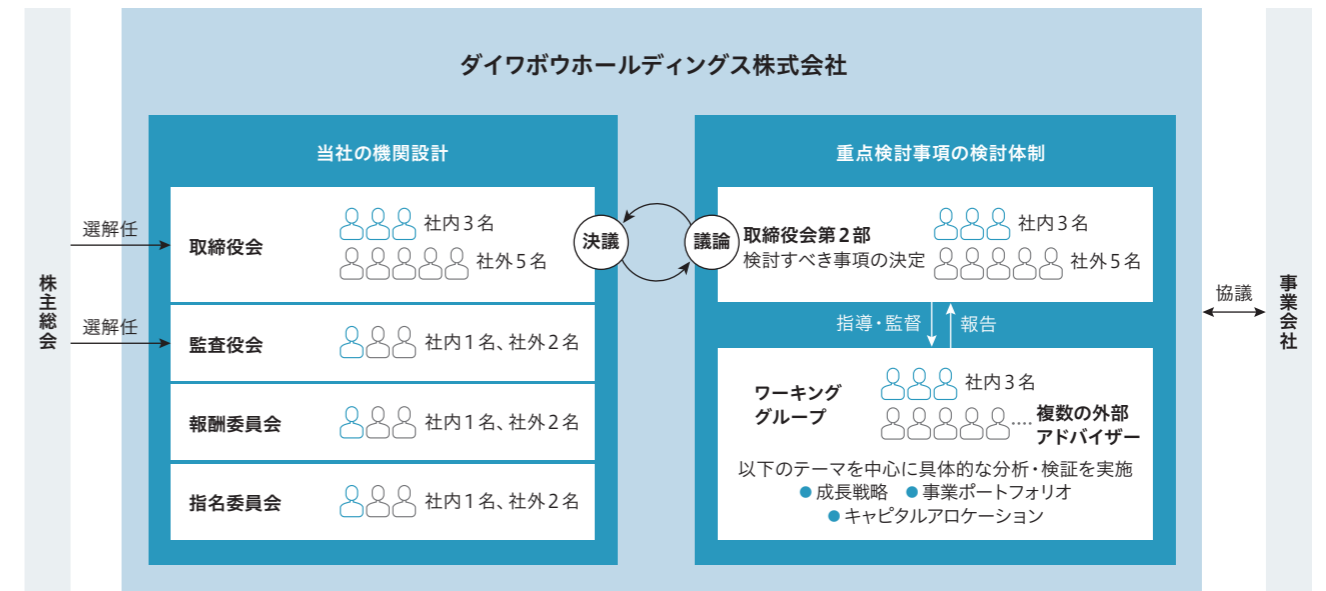 ダイワボウホールディングス株式会社
株主総会
選解任
選解任
当社の機関設計
取締役会
社内3名
社外5名
監査役会
社内1名、社外2名
報酬委員会
社内1名、社外2名
指名委員会
社内1名、社外2名
決議
議論
重点検討事項の検討体制
取締役会第2部
検討すべき事項の決定
社内3名
社外5名
指導・監督
報告
ワーキング
グループ
社内3名
....複数の外部
アドバイザー
以下のテーマを中心に具体的な分析・検証を実施
●成長戦略 ●事業ポートフォリオ
●キャピタルアロケーション
協議
事業会社